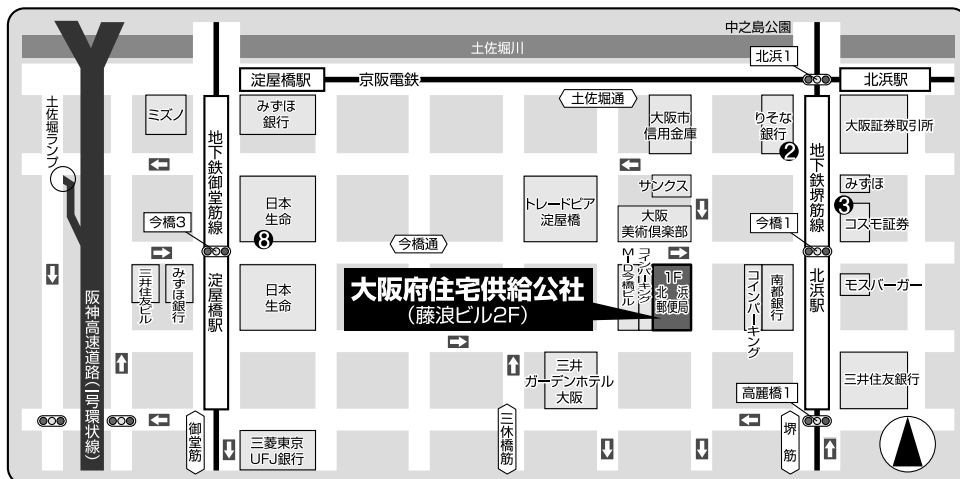 中之島公園
土佐堀川
北浜1
淀屋橋駅
京阪電鉄
北浜駅
土佐堀ランプ
ミズノ
地下鉄御堂筋線
みずほ
銀行
土佐堀通
大阪市
信用金庫
りそな
銀行
2
地下鉄堺筋線
大阪証券取引所
サンクス
みずほ
3
コスモ証券
今橋3
日本
生命
8
トレードピア
淀屋橋
大阪
美術倶楽部
今橋1
今橋通
三井住友ビル
みずほ銀行
淀屋橋駅
日本
生命
大阪府住宅供給公社
(藤浪ビル2F)
MID今橋ビル
コインパーキング
1F
北浜
郵便局
コインパーキング
南都銀行
北浜駅
モスバーガー
阪神高速道路(1号環状線)
三井
ガーデンホテル
大阪
三井住友銀行
高麗橋1
御堂筋
三菱東京
UFJ銀行
三休橋筋
堺筋